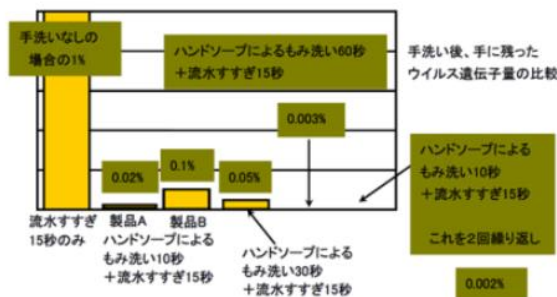 手洗いなしの
場合の1%
ハンドソープによるもみ洗い60秒
＋流水すすぎ15秒
手洗い後、手に残った
ウイルス遺伝子量の比較
0.003%
0.02%
0.1%
0.05%
ハンドソープによる
もみ洗い10秒
＋流水すすぎ15秒
これを２回繰り返し
0.002%
流水すすぎ
15秒のみ
製品A
製品B
ハンドソープによる
もみ洗い10秒
＋流水すすぎ15秒
ハンドソープによる
もみ洗い30秒
＋流水すすぎ15秒